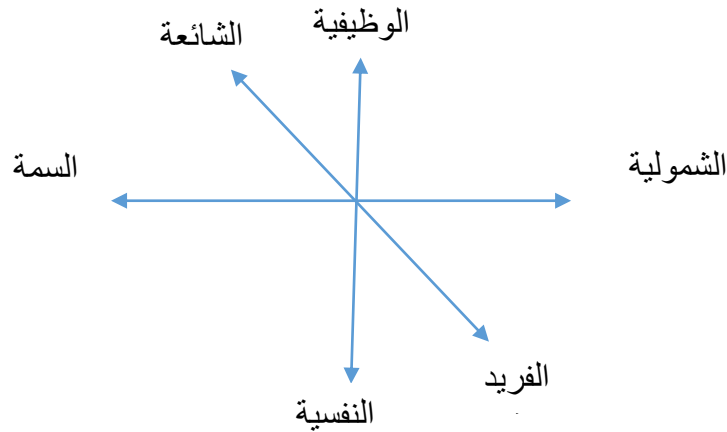 الوظيفية
الشائعة
الشمولية
السمة
الفريد
النفسية